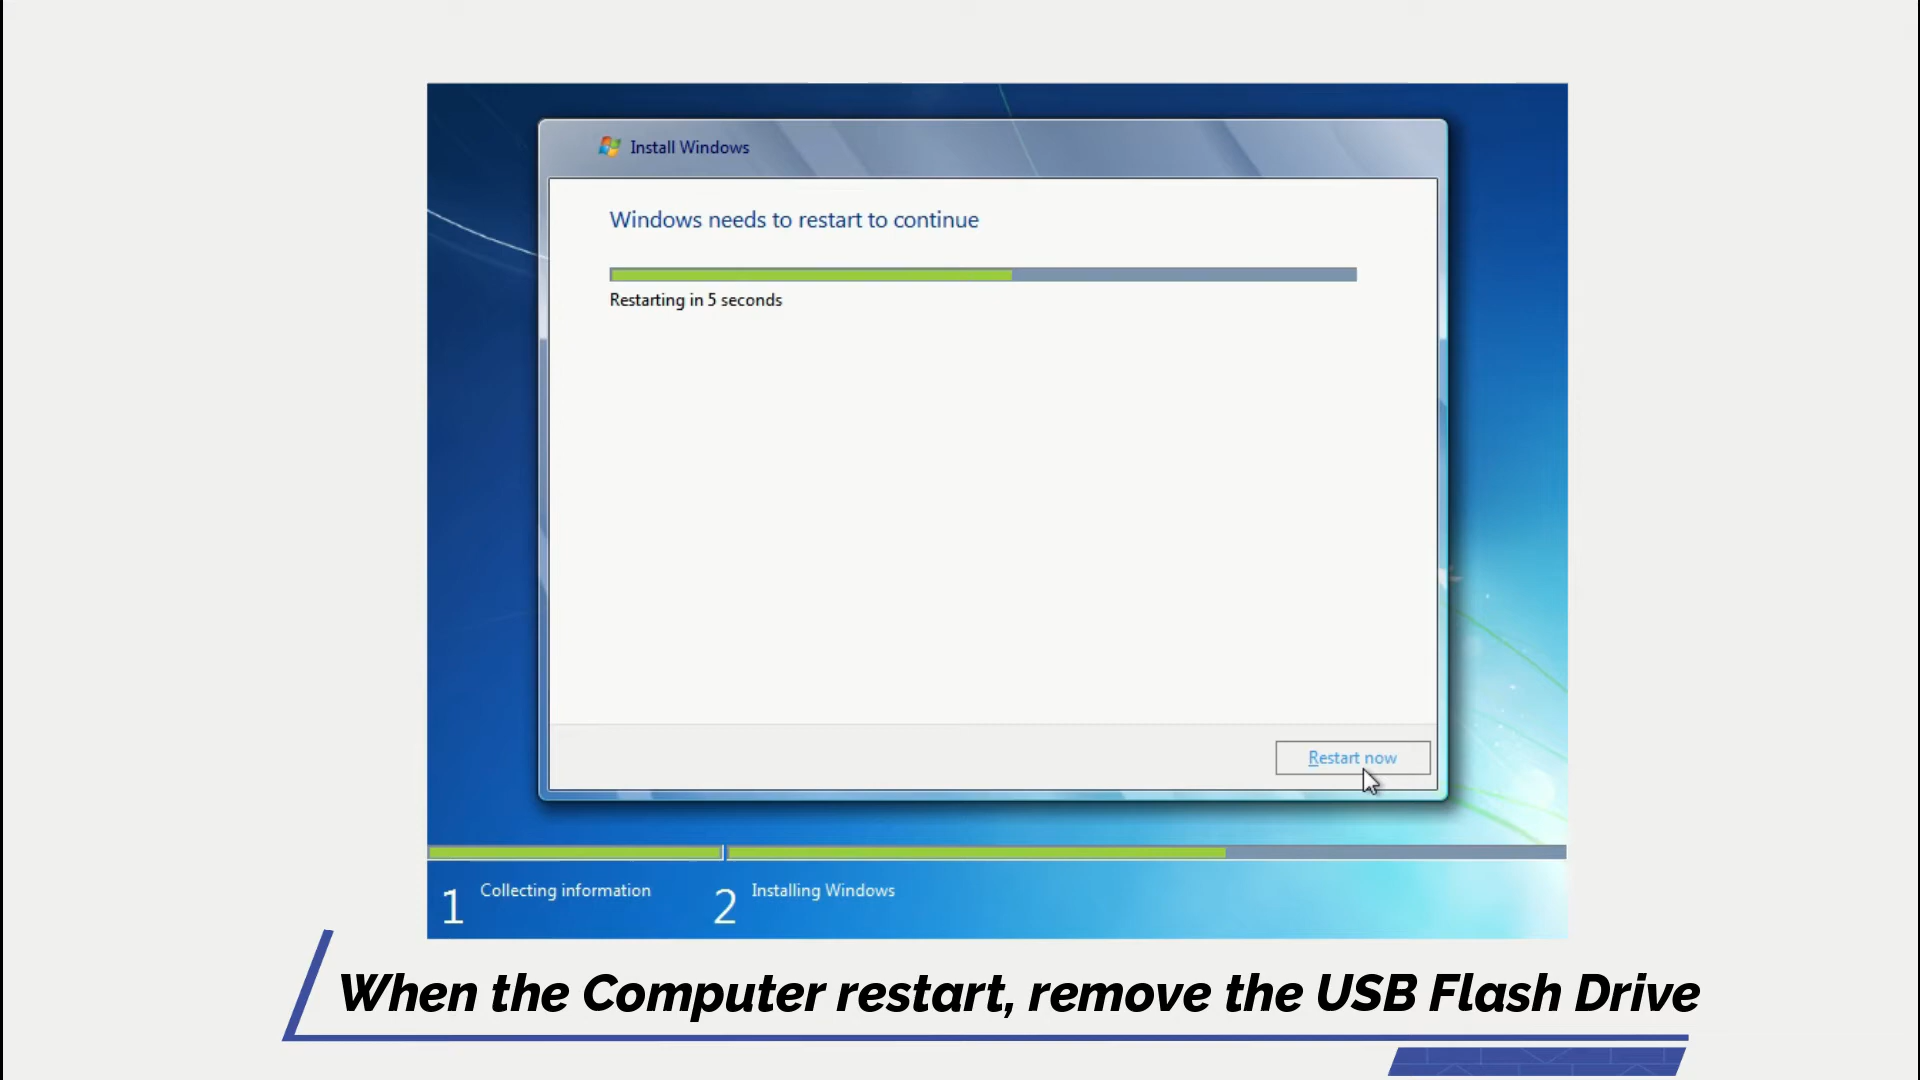 Install Windows
Windows needs to restart to continue
Restarting in 5 seconds
Restart now
1 Collecting information
2 Installing Windows
When the Computer restart, remove the USB Flash Drive